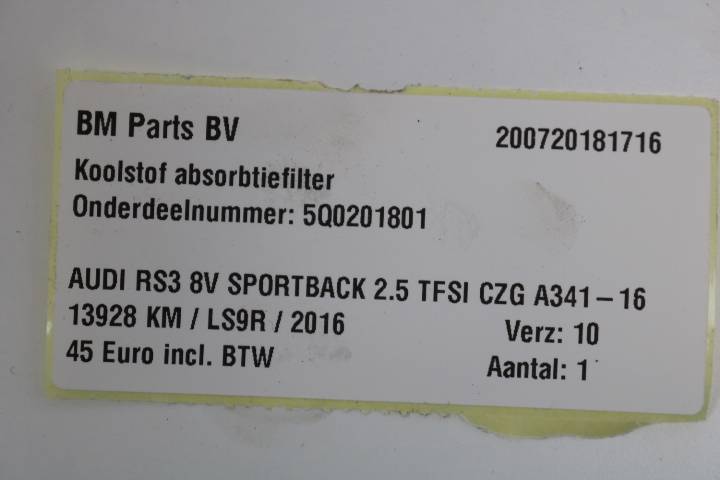 BM Parts BV 200720181716
Koolstof absorbtiefilter
Onderdeelnummer: 5Q0201801
AUDI RS3 8V SPORTBACK 2.5 TFSI CZG A341-16
13928 KM / LS9R / 2016 Verz: 10
45 Euro incl. BTW Aantal: 1